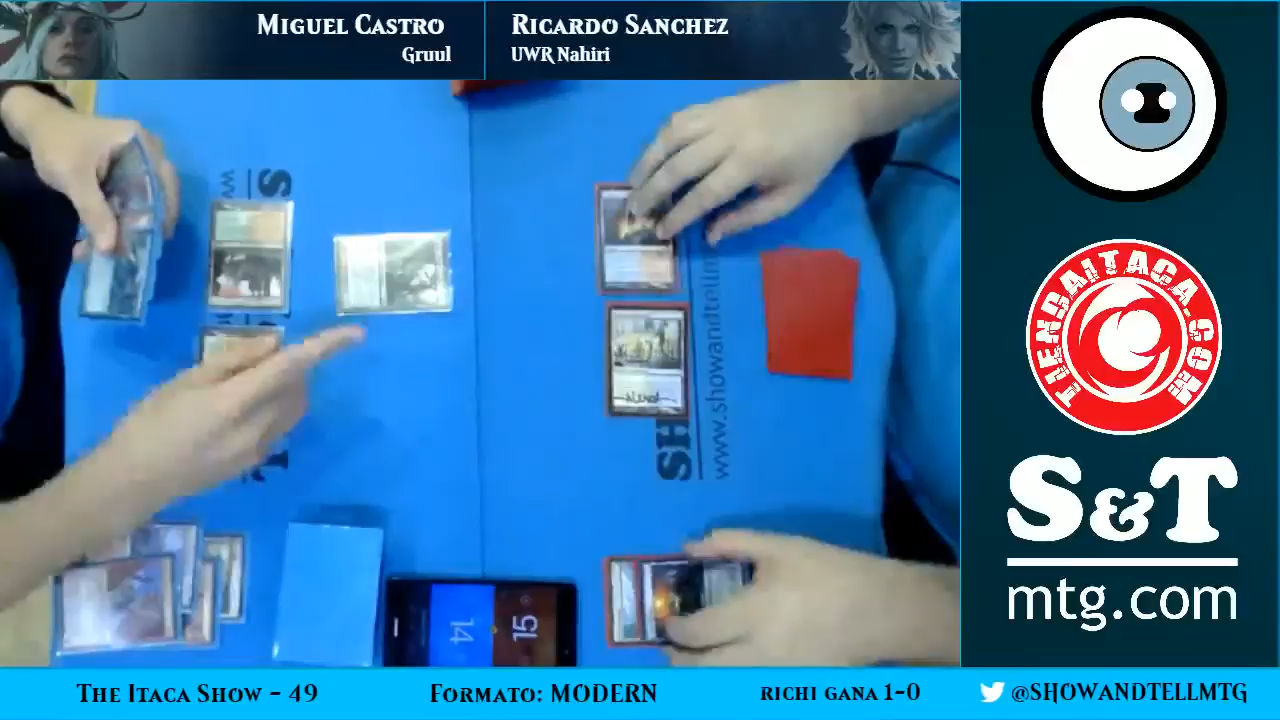 MIGUEL CASTRO
Gruul
RICARDO SANCHEZ
UWR Nahiri
www.showandtellm
SH
S
14
15
TIENDAITACA.COM
S&T
mtg.com
THE ITACA SHOW - 49
FORMATO: MODERN
RICHI GANA 1-0
@SHOWANDTELLMTG